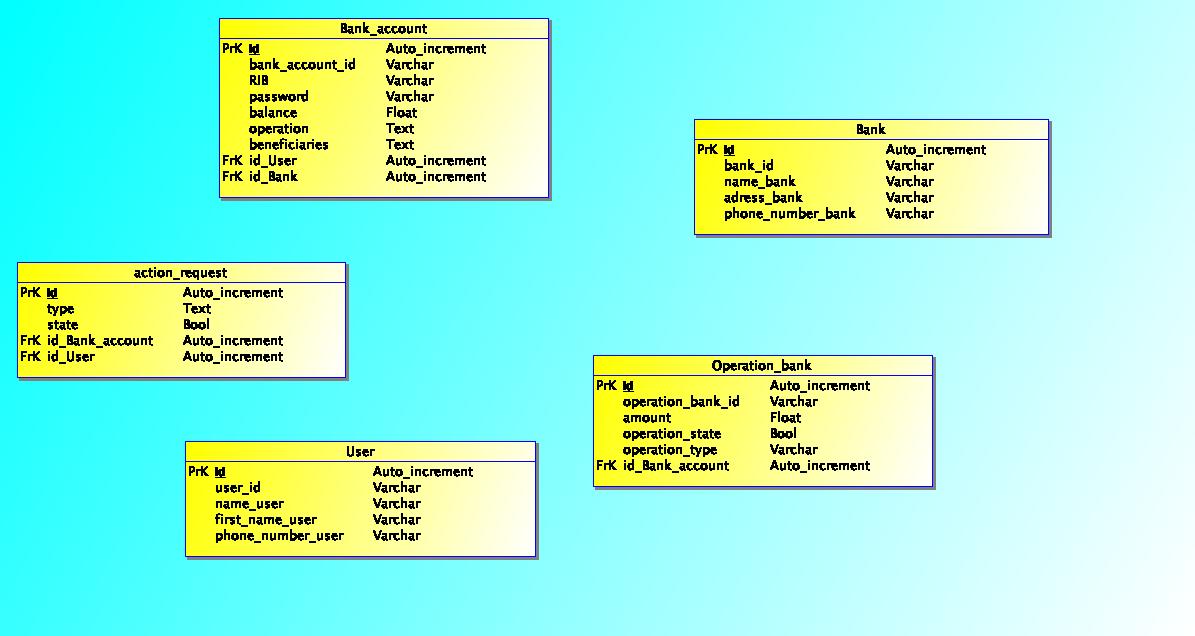 Bank_account
PrK Id Auto_increment
bank_account_id Varchar
RIB Varchar
password Varchar
balance Float
operation Text
beneficiaries Text
FrK id_User Auto_increment
FrK id_Bank Auto_increment
Bank
PrK Id Auto_increment
bank_id Varchar
name_bank Varchar
adress_bank Varchar
phone_number_bank Varchar
action_request
PrK Id Auto_increment
type Text
state Bool
FrK id_Bank_account Auto_increment
FrK id_User Auto_increment
Operation_bank
PrK Id Auto_increment
operation_bank_id Varchar
amount Float
operation_state Bool
operation_type Varchar
FrK id_Bank_account Auto_increment
User
PrK Id Auto_increment
user_id Varchar
name_user Varchar
first_name_user Varchar
phone_number_user Varchar